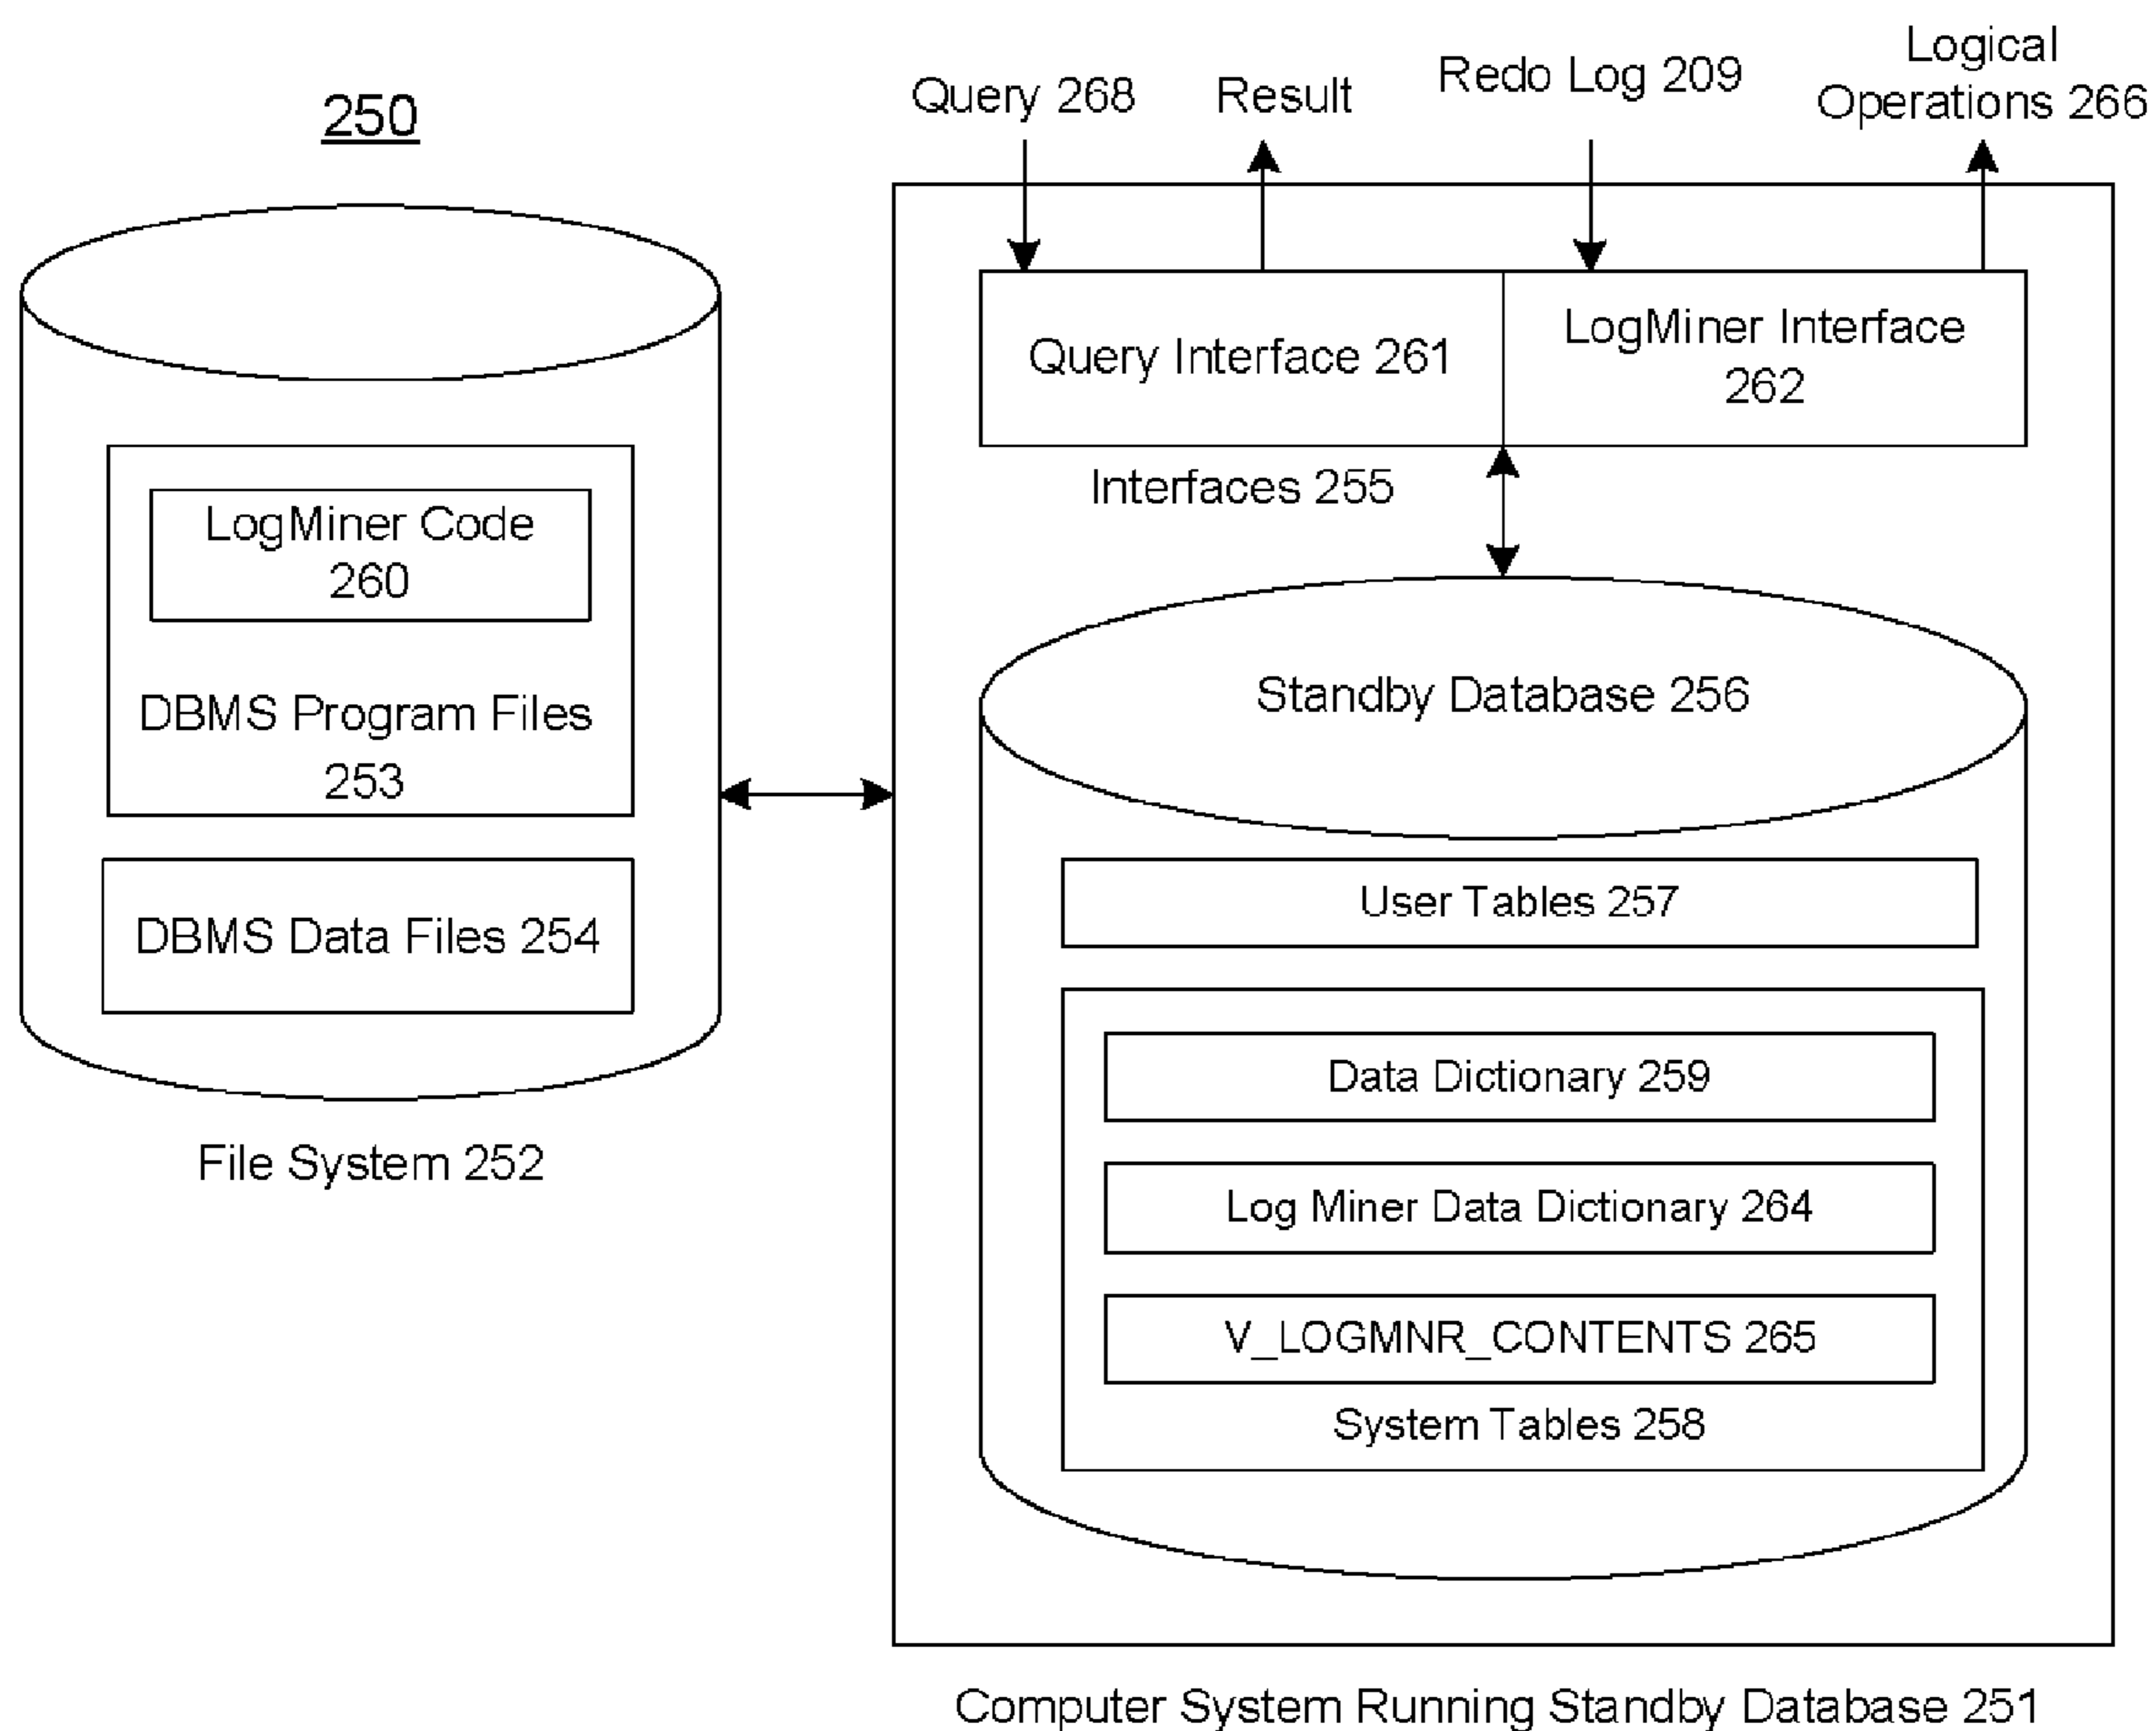 250
Query 268
Result
Redo Log 209
Logical
Operations 266
Query Interface 261
LogMiner Interface
262
Interfaces 255
LogMiner Code
260
DBMS Program Files
253
DBMS Data Files 254
File System 252
Standby Database 256
User Tables 257
Data Dictionary 259
Log Miner Data Dictionary 264
V_LOGMNR_CONTENTS 265
System Tables 258
Computer System Running Standby Database 251